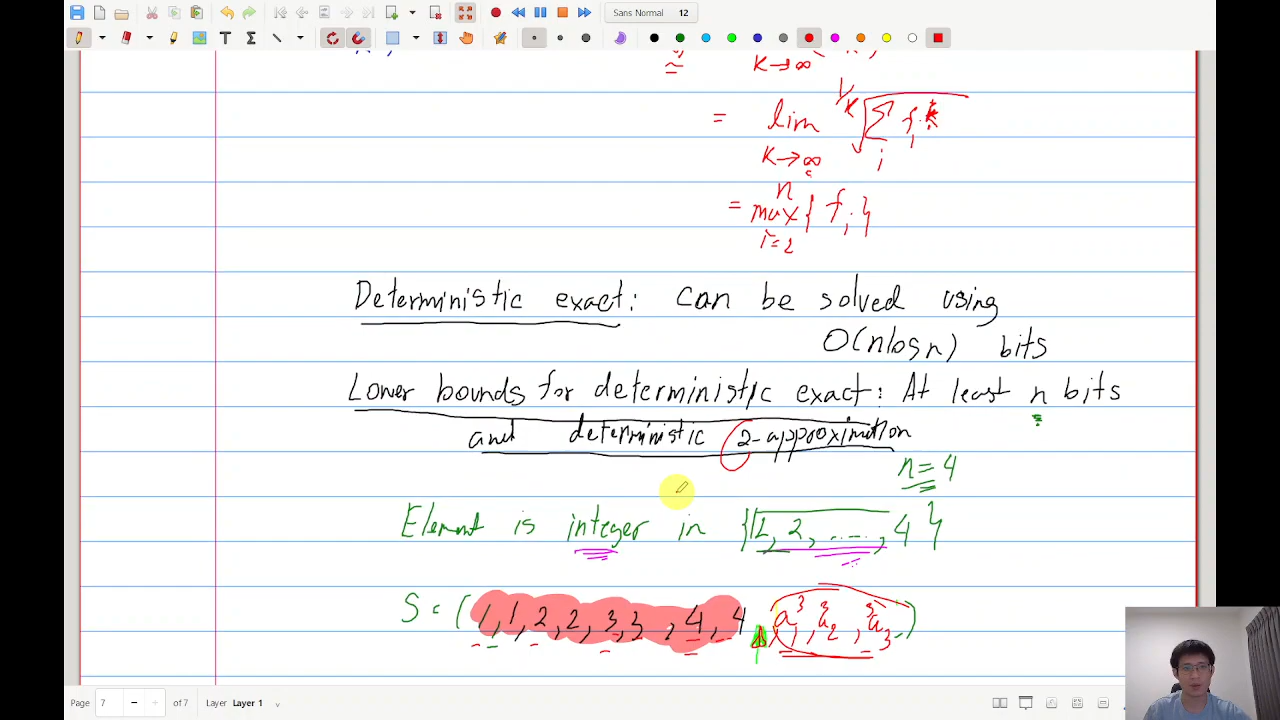 Sans Normal 12
K→∞
= lim
K→∞
= max { f_i }
n
i=2
Deterministic exact: can be solved using
O(nlogn) bits
Lower bounds for deterministic exact: At least n bits
and deterministic 2-approximation
n = 4
Element is integer in {1, 2, ..., 4}
S = (1, 1, 2, 2, 3, 3, 4, 4,
Page 7 of 7 Layer Layer 1